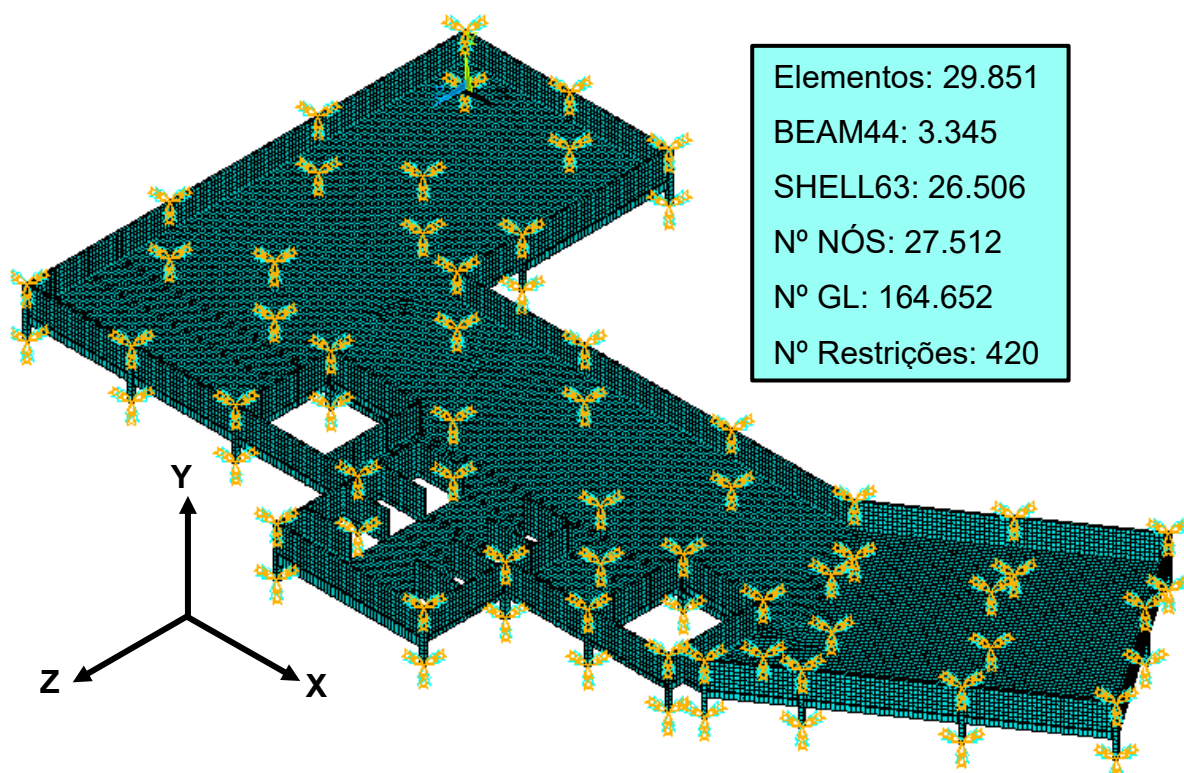 Elementos: 29.851
BEAM44: 3.345
SHELL63: 26.506
Nº NÓS: 27.512
Nº GL: 164.652
Nº Restrições: 420
Y
Z
X